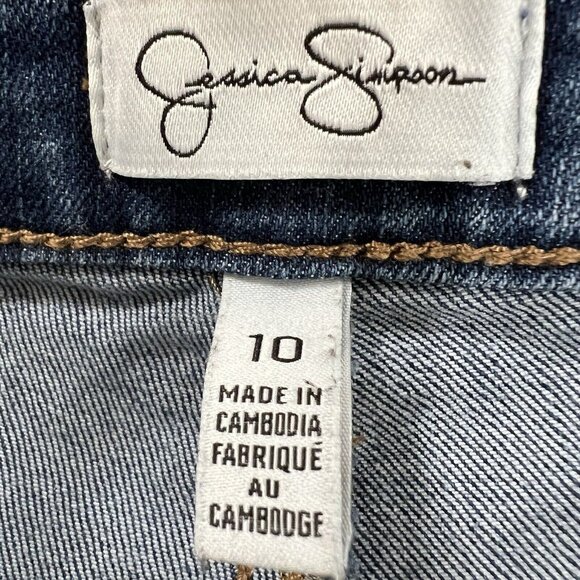 Jessica Simpson
10
MADE IN
CAMBODIA
FABRIQUÉ
AU
CAMBODGE